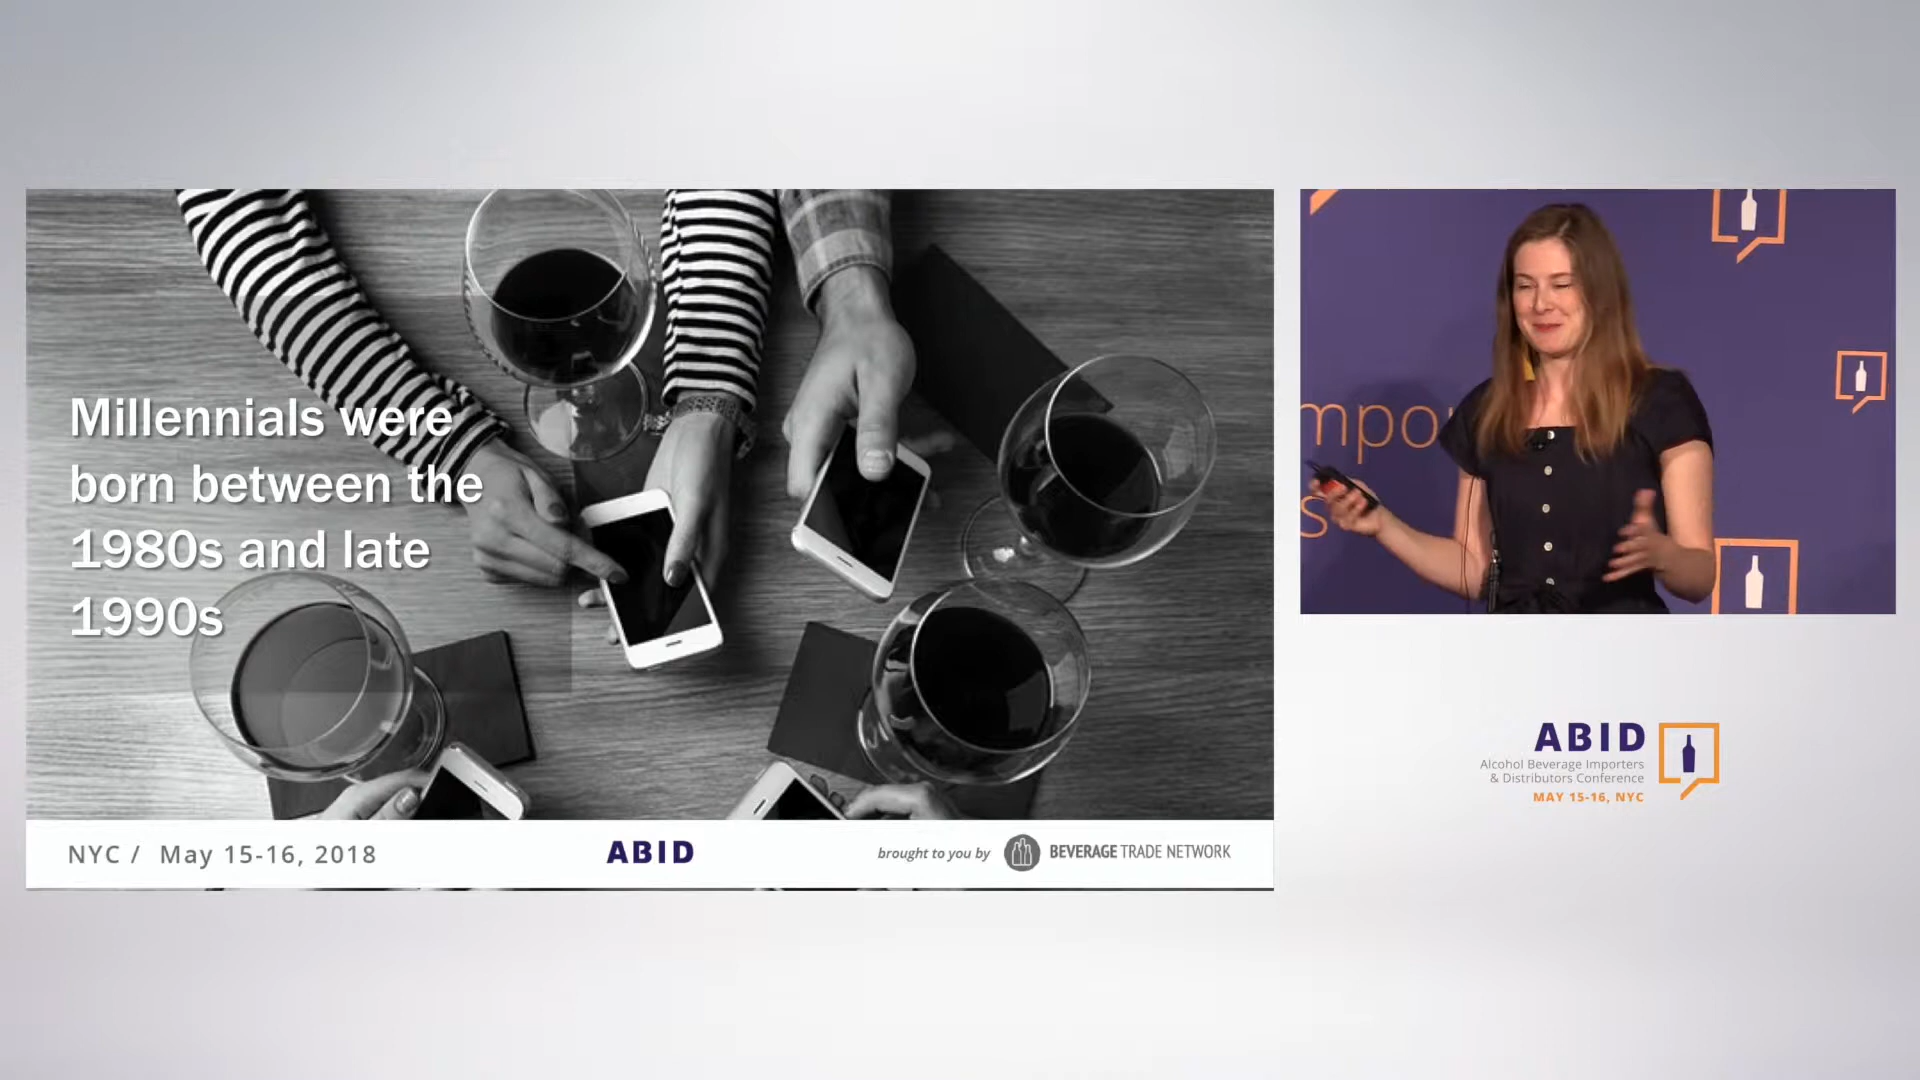 Millennials were
born between the
1980s and late
1990s
NYC / May 15-16, 2018
ABID
brought to you by
BEVERAGE TRADE NETWORK
mpo
s
ABID
Alcohol Beverage Importers
& Distributors Conference
MAY 15-16, NYC